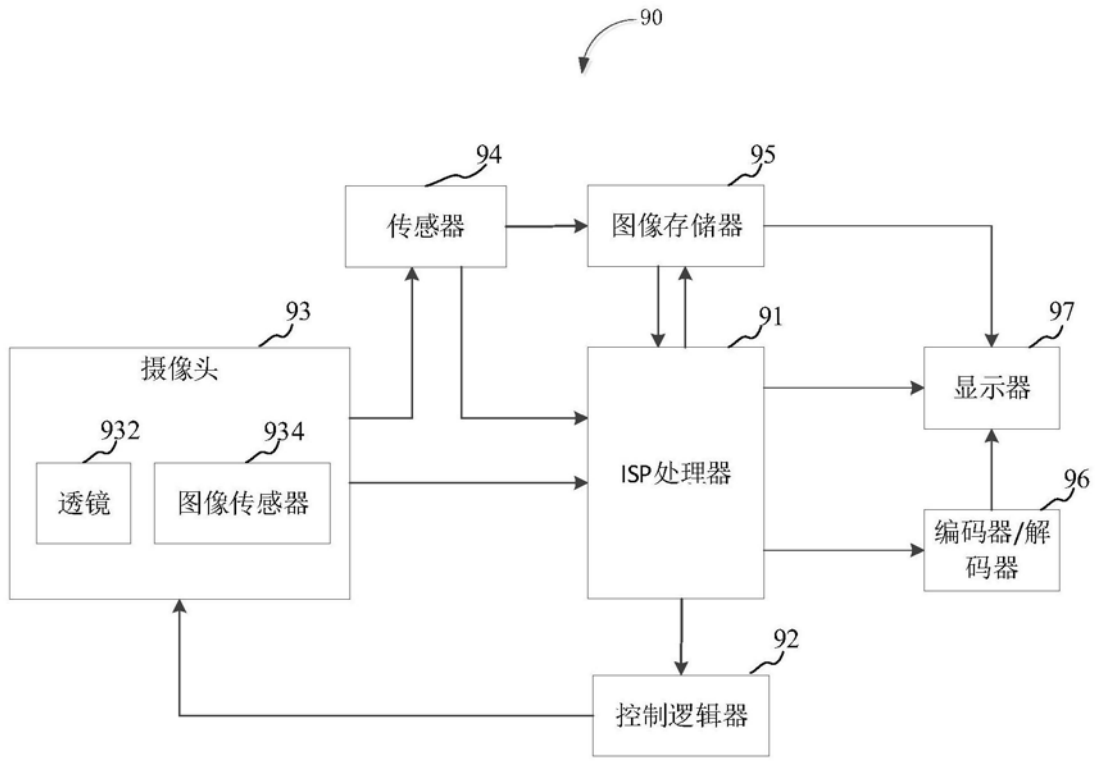 90
94
传感器
95
图像存储器
93
摄像头
932
透镜
934
图像传感器
91
ISP处理器
97
显示器
96
编码器/解
码器
92
控制逻辑器